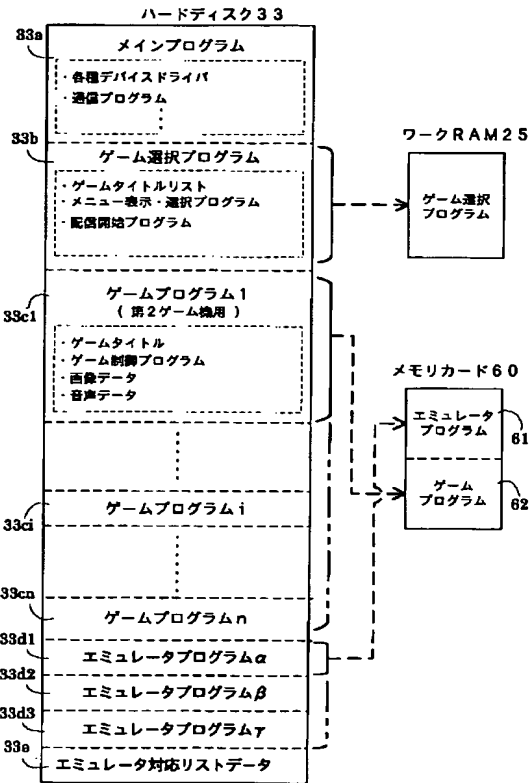 ハードディスク33
33a
メインプログラム
・各種デバイスドライバ
・通信プログラム
33b
ゲーム選択プログラム
・ゲームタイトルリスト
・メニュー表示・選択プログラム
・配信開始プログラム
ワークRAM25
ゲーム選択
プログラム
33c1
ゲームプログラム1
(第2ゲーム機用)
・ゲームタイトル
・ゲーム制御プログラム
・画像データ
・音声データ
メモリカード60
エミュレータ
プログラム
61
ゲーム
プログラム
62
33ci
ゲームプログラムi
33cn
ゲームプログラムn
33d1
エミュレータプログラムα
33d2
エミュレータプログラムβ
33d3
エミュレータプログラムγ
33e
エミュレータ対応リストデータ